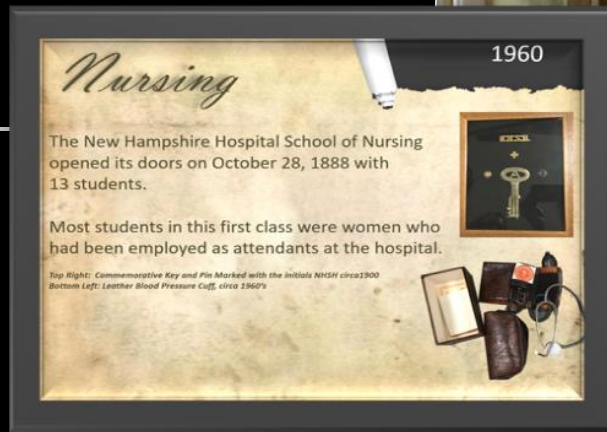 Nursing
1960
The New Hampshire Hospital School of Nursing
opened its doors on October 28, 1888 with
13 students.
Most students in this first class were women who
had been employed as attendants at the hospital.
Top Right: Commemorative Key and Pin Marked with the initials NHSH circa1900
Bottom Left: Leather Blood Pressure Cuff, circa 1960's